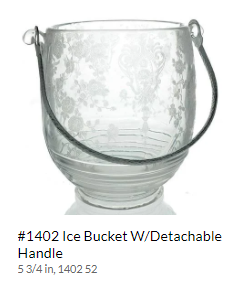 #1402 Ice Bucket W/Detachable
Handle
5 3/4 in, 1402 52